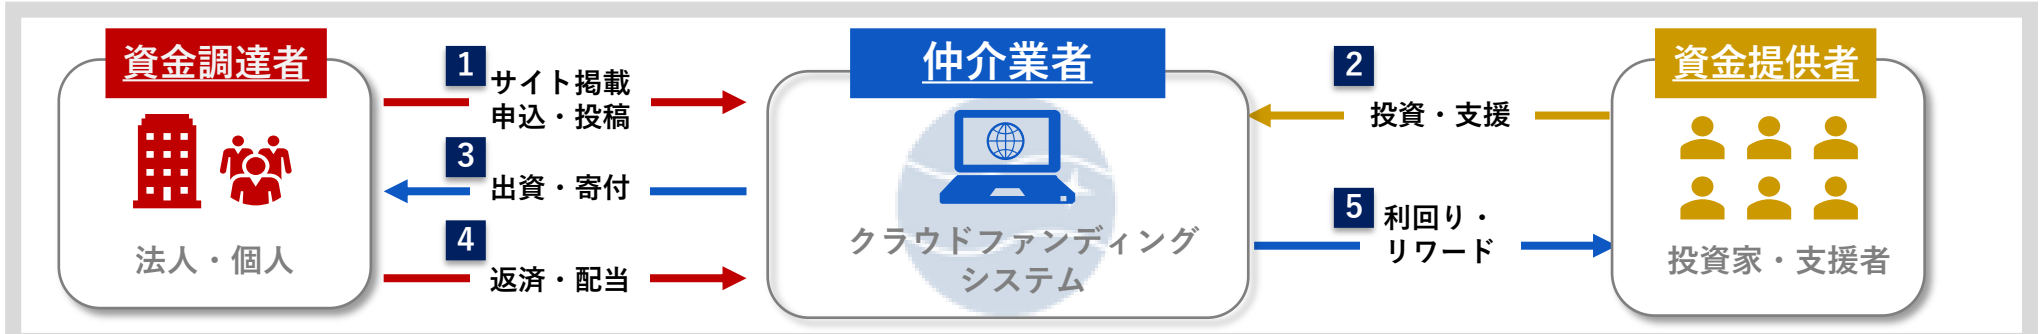 資金調達者
法人・個人
1
サイト掲載
申込・投稿
3
出資・寄付
4
返済・配当
仲介業者
クラウドファンディング
システム
2
投資・支援
5
利回り・
リワード
資金提供者
投資家・支援者